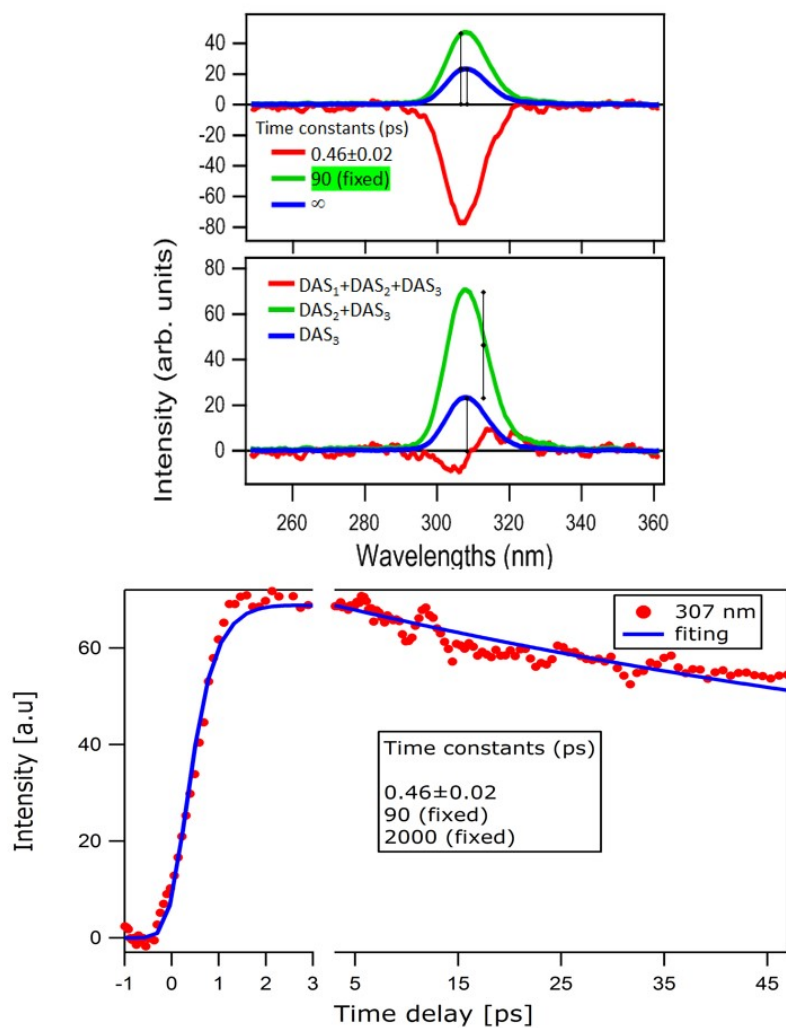 40
20
0
-20
-40
-60
-80
Time constants (ps)
0.46±0.02
90 (fixed)
∞
Intensity (arb. units)
80
60
40
20
0
DAS₁+DAS₂+DAS₃
DAS₂+DAS₃
DAS₃
260 280 300 320 340 360
Wavelengths (nm)
Intensity [a.u]
60
40
20
0
307 nm
fiting
Time constants (ps)
0.46±0.02
90 (fixed)
2000 (fixed)
-1 0 1 2 3 5 15 25 35 45
Time delay [ps]